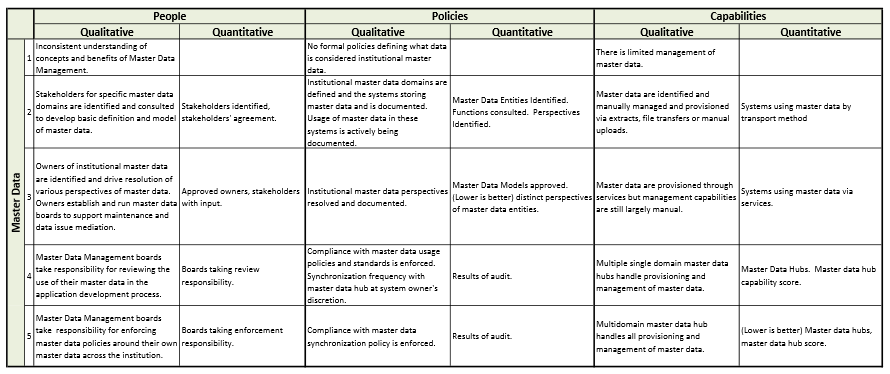 People
Policies
Capabilities
Qualitative
Quantitative
Qualitative
Quantitative
Qualitative
Quantitative
Master Data
1
Inconsistent understanding of
concepts and benefits of Master Data
Management.
No formal policies defining what data
is considered institutional master
data.
There is limited management of
master data.
2
Stakeholders for specific master data
domains are identified and consulted
to develop basic definition and model
of master data.
Stakeholders identified,
stakeholders' agreement.
Institutional master data domains are
defined and the systems storing
master data and is documented.
Usage of master data in these
systems is actively being
documented.
Master Data Entities Identified.
Functions consulted.  Perspectives
Identified.
Master data are identified and
manually managed and provisioned
via extracts, file transfers or manual
uploads.
Systems using master data by
transport method
3
Owners of institutional master data
are identified and drive resolution of
various perspectives of master data.
Owners establish and run master data
boards to support maintenance and
data issue mediation.
Approved owners, stakeholders
with input.
Institutional master data perspectives
resolved and documented.
Master Data Models approved.
(Lower is better) distinct perspectives
of master data entities.
Master data are provisioned through
services but management capabilities
are still largely manual.
Systems using master data via
services.
4
Master Data Management boards
take responsibility for reviewing the
use of their master data in the
application development process.
Boards taking review
responsibility.
Compliance with master data usage
policies and standards is enforced.
Synchronization frequency with
master data hub at system owner's
discretion.
Results of audit.
Multiple single domain master data
hubs handle provisioning and
management of master data.
Master Data Hubs.  Master data hub
capability score.
5
Master Data Management boards
take  responsibility for enforcing
master data policies around their own
master data across the institution.
Boards taking enforcement
responsibility.
Compliance with master data
synchronization policy is enforced.
Results of audit.
Multidomain master data hub
handles all provisioning and
management of master data.
(Lower is better) Master data hubs,
master data hub score.